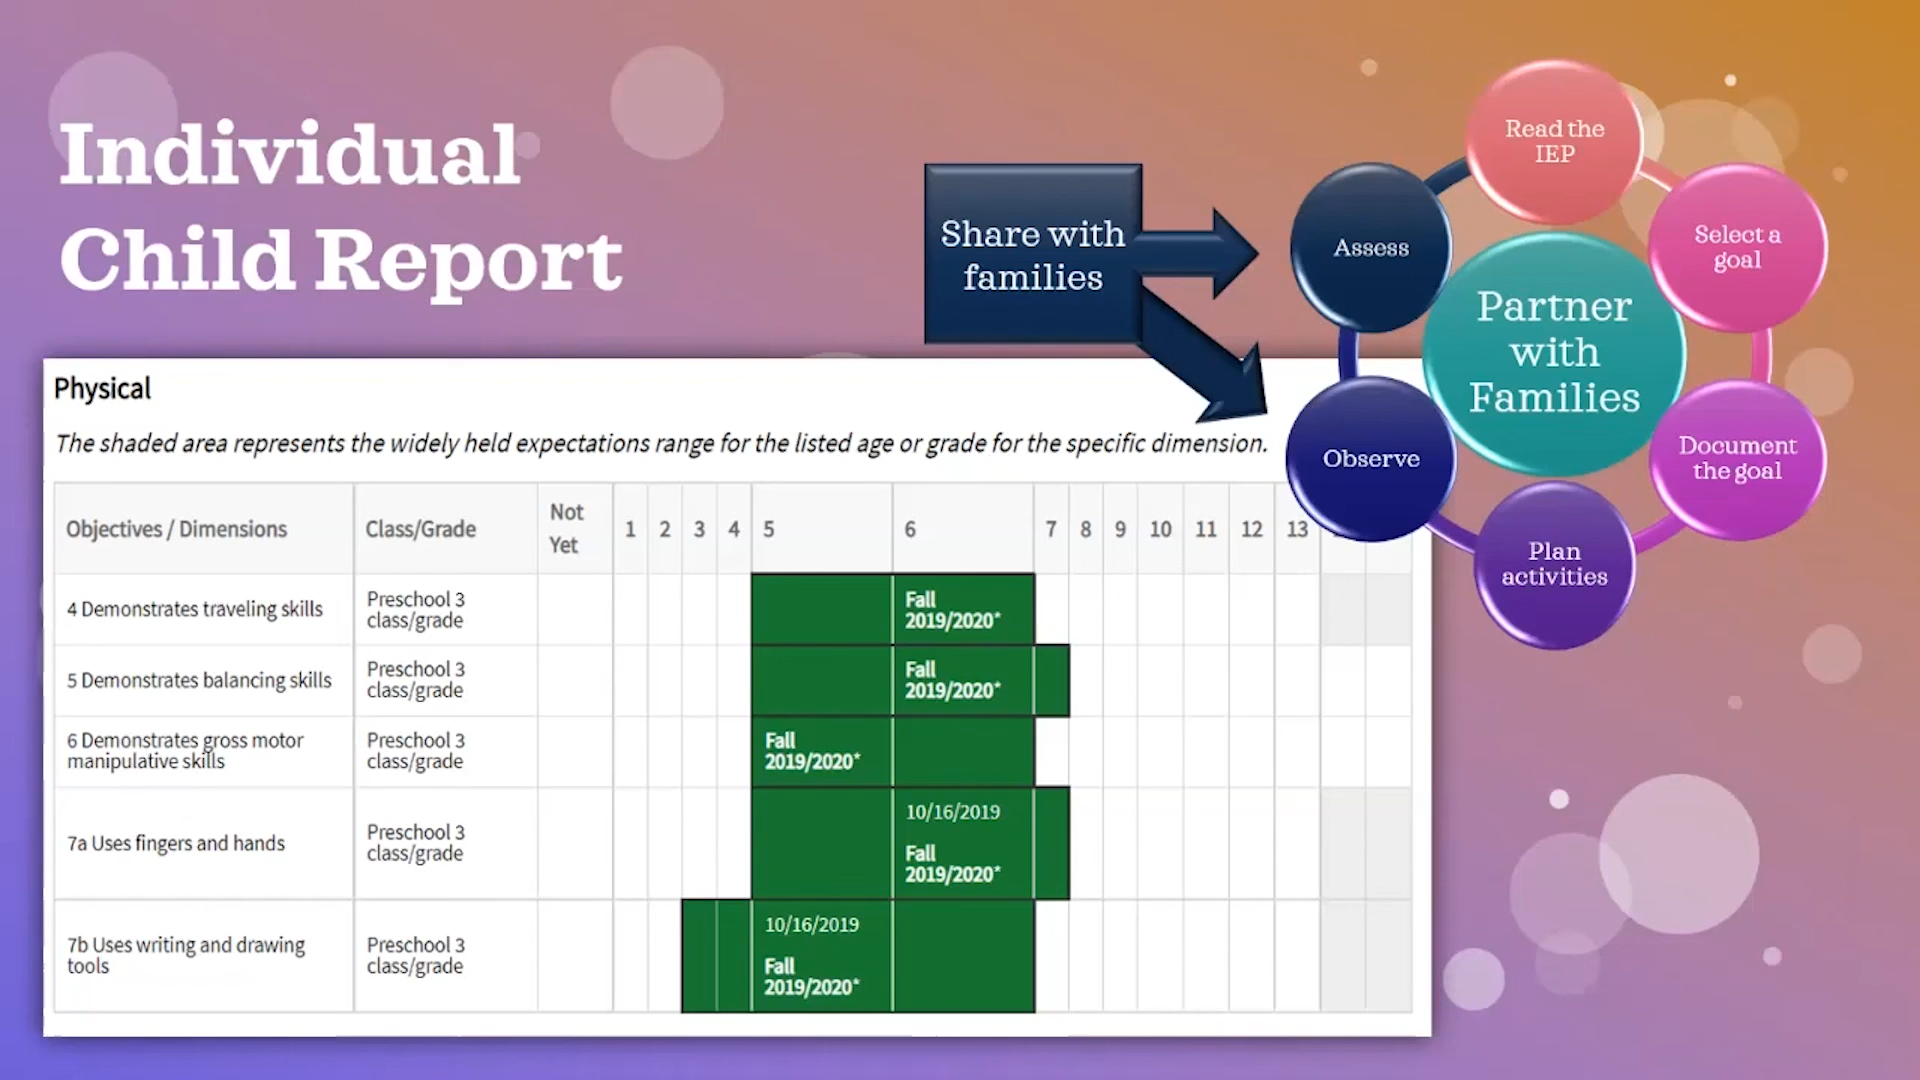 Individual
Child Report
Share with
families
Read the
IEP
Select a
goal
Document
the goal
Plan
activities
Observe
Assess
Partner
with
Families
Physical
The shaded area represents the widely held expectations range for the listed age or grade for the specific dimension.
Objectives / Dimensions Class/Grade Not Yet 1 2 3 4 5 6 7 8 9 10 11 12 13
4 Demonstrates traveling skills
Preschool 3
class/grade
Fall
2019/2020*
5 Demonstrates balancing skills
Preschool 3
class/grade
Fall
2019/2020*
6 Demonstrates gross motor
manipulative skills
Preschool 3
class/grade
Fall
2019/2020*
7a Uses fingers and hands
Preschool 3
class/grade
10/16/2019
Fall
2019/2020*
7b Uses writing and drawing
tools
Preschool 3
class/grade
10/16/2019
Fall
2019/2020*